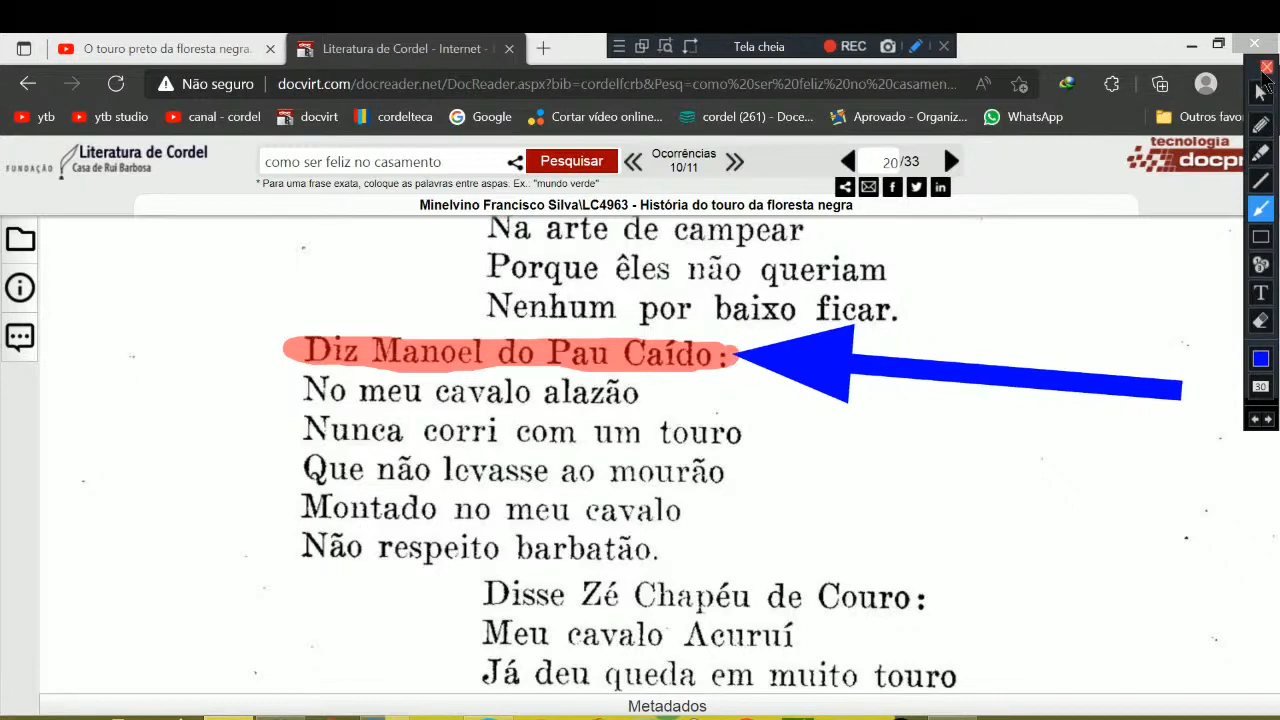 O touro preto da floresta negra.
Literatura de Cordel - Internet -
Tela cheia
REC
Não seguro
docvirt.com/docreader.net/DocReader.aspx?bib=cordelfcrb&Pesq=como%20ser%20feliz%20no%20casamen...
ytb
ytb studio
canal - cordel
docvirt
cordelteca
Google
Cortar vídeo online...
cordel (261) - Doce...
Aprovado - Organiz...
WhatsApp
Outros favor
FUNDAÇÃO
Literatura de Cordel
Casa de Rui Barbosa
como ser feliz no casamento
Pesquisar
Ocorrências
10/11
20 /33
tecnologia
docpr
* Para uma frase exata, coloque as palavras entre aspas. Ex.: "mundo verde"
Minelvino Francisco Silva\LC4963 - História do touro da floresta negra
Na arte de campear
Porque êles não queriam
Nenhum por baixo ficar.
Diz Manoel do Pau Caído:
No meu cavalo alazão
Nunca corri com um touro
Que não levasse ao mourão
Montado no meu cavalo
Não respeito barbatão.
Disse Zé Chapéu de Couro:
Meu cavalo Acuruí
Já deu queda em muito touro
Metadados
T
30